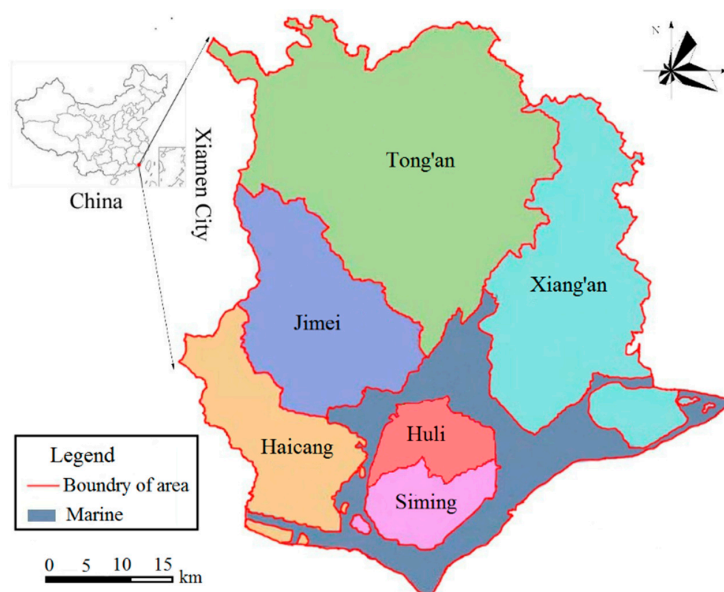 N
China
Xiamen City
Tong'an
Xiang'an
Jimei
Haicang
Huli
Siming
Legend
Boundry of area
Marine
0 5 10 15
km